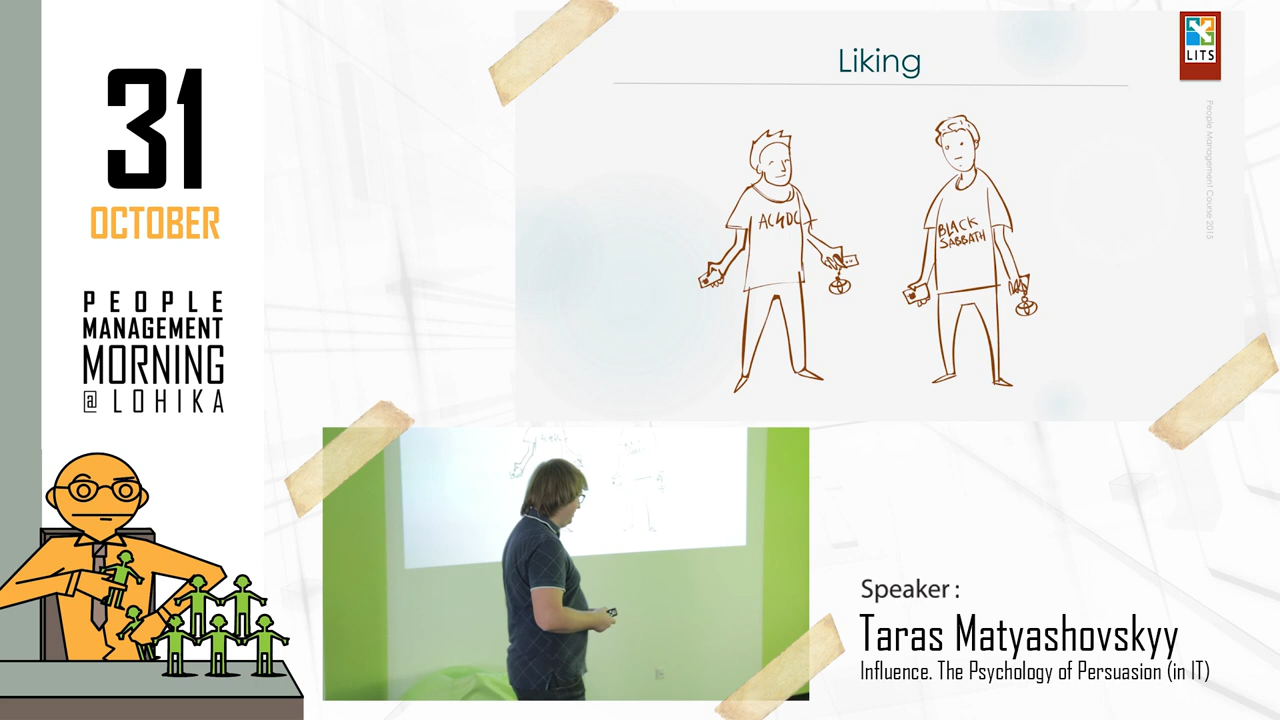 31
OCTOBER
PEOPLE
MANAGEMENT
MORNING
@LOHIKA
Liking
LITS
People Management Course 2015
AC⚡DC
BLACK
SABBATH
Speaker :
Taras Matyashovskyy
Influence. The Psychology of Persuasion (in IT)